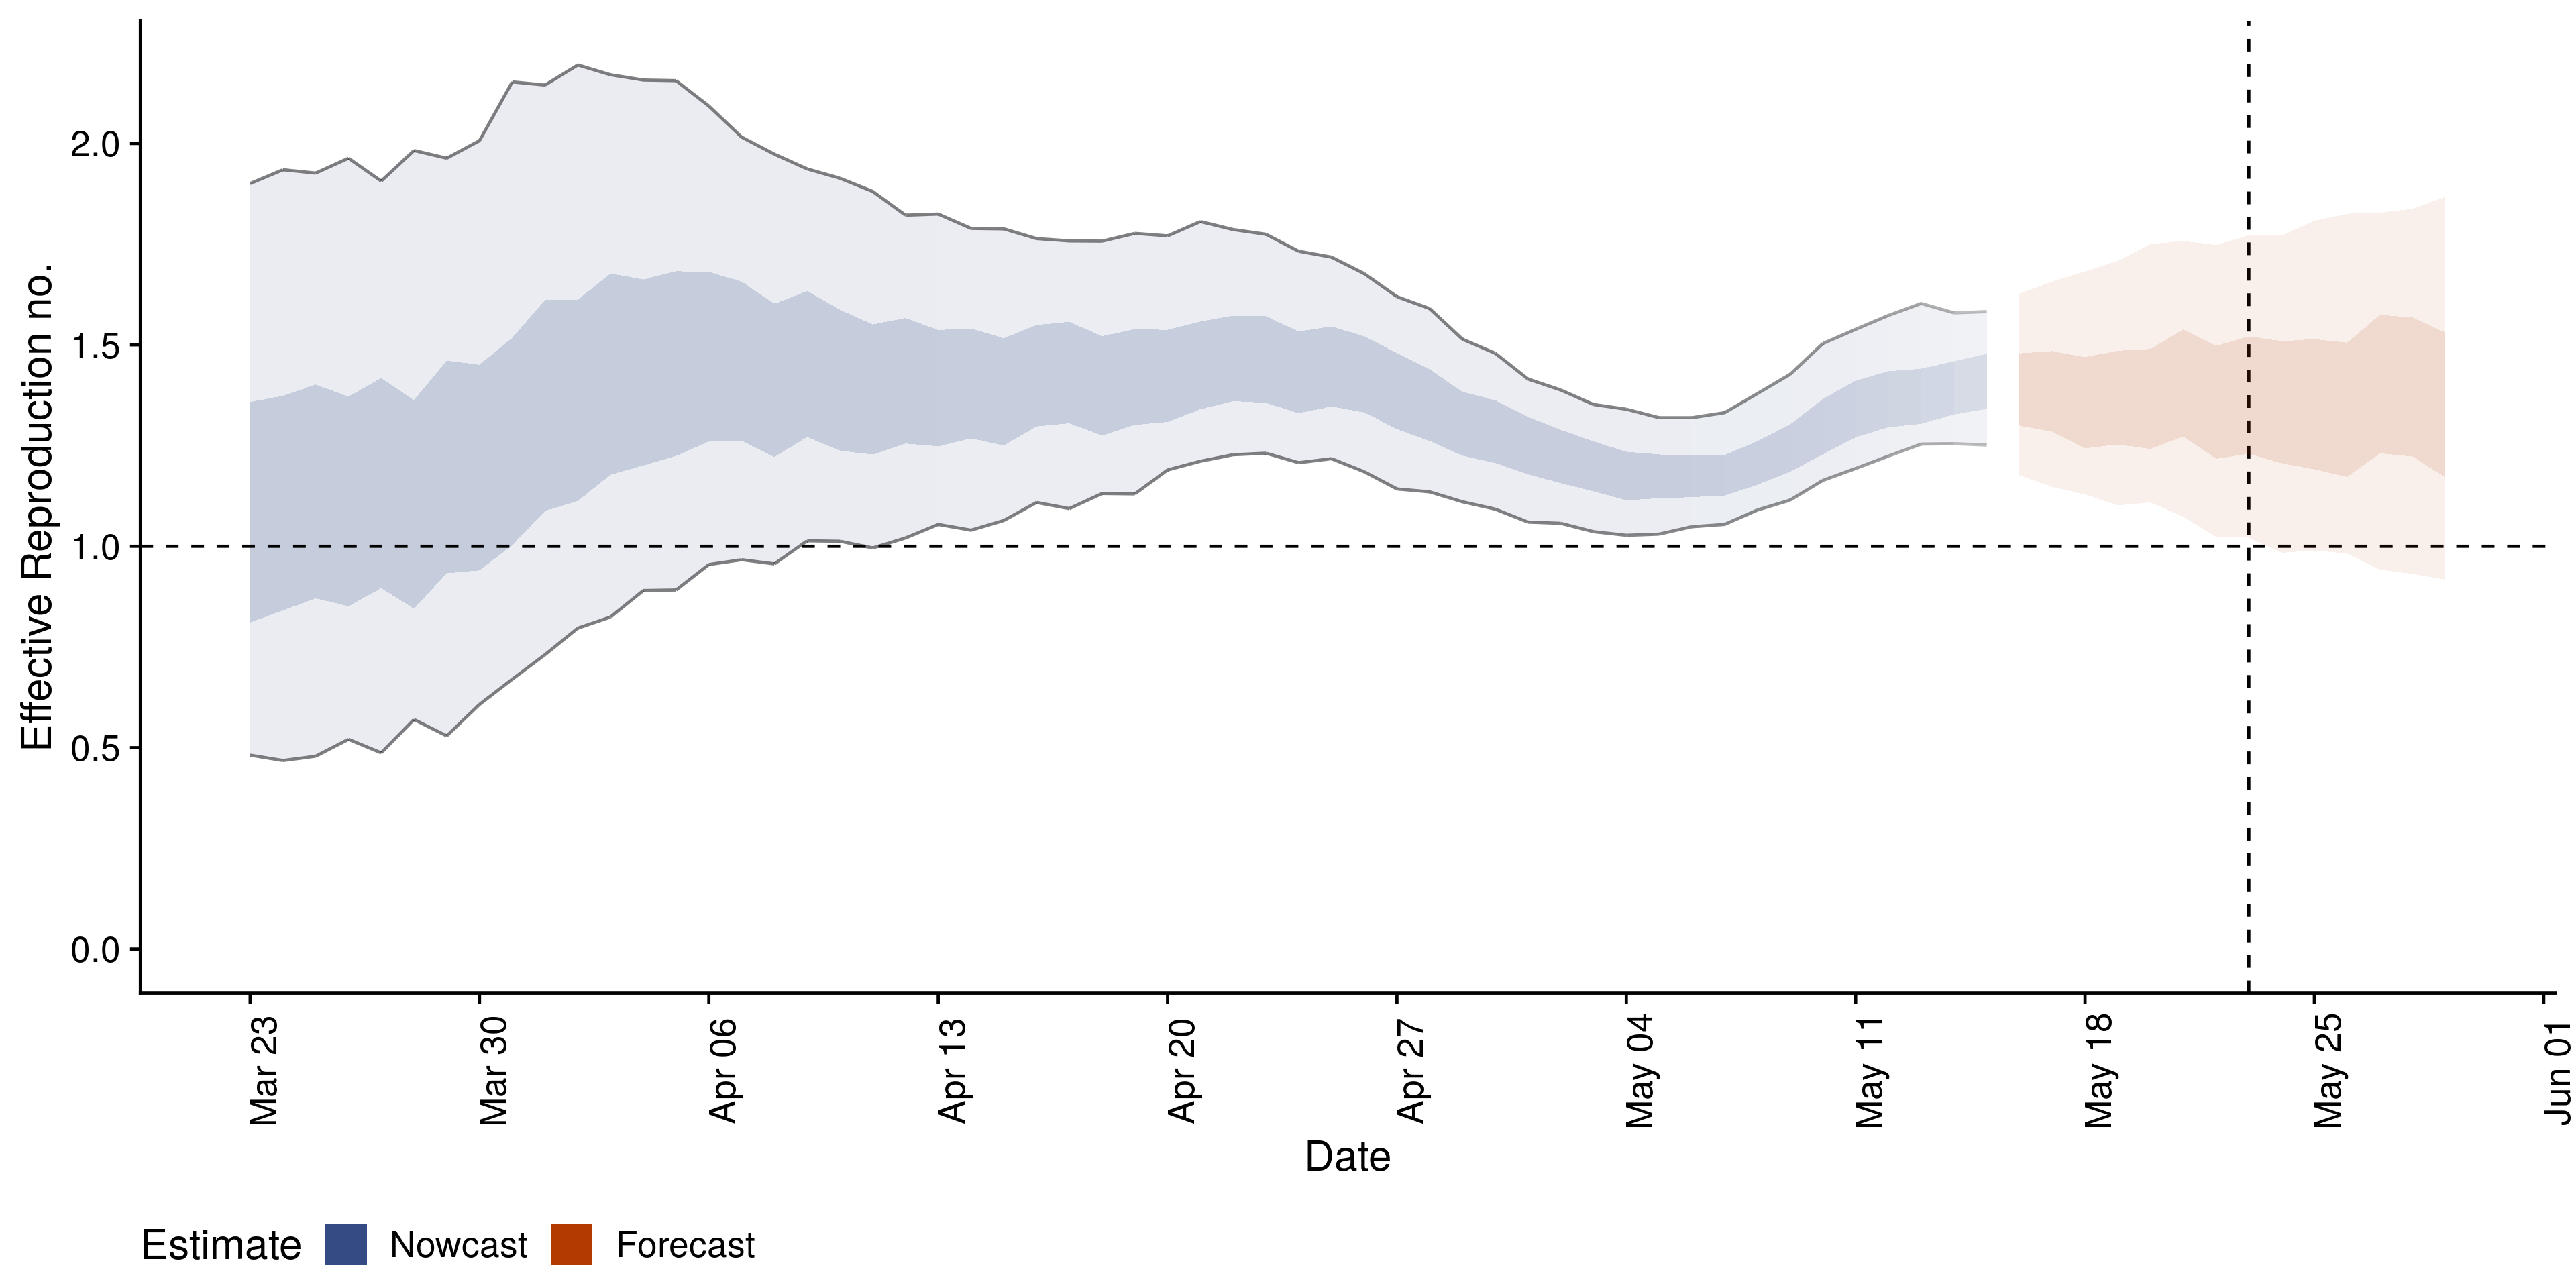 Effective Reproduction no.
2.0
1.5
1.0
0.5
0.0
Mar 23
Mar 30
Apr 06
Apr 13
Apr 20
Apr 27
May 04
May 11
May 18
May 25
Jun 01
Date
Estimate Nowcast Forecast